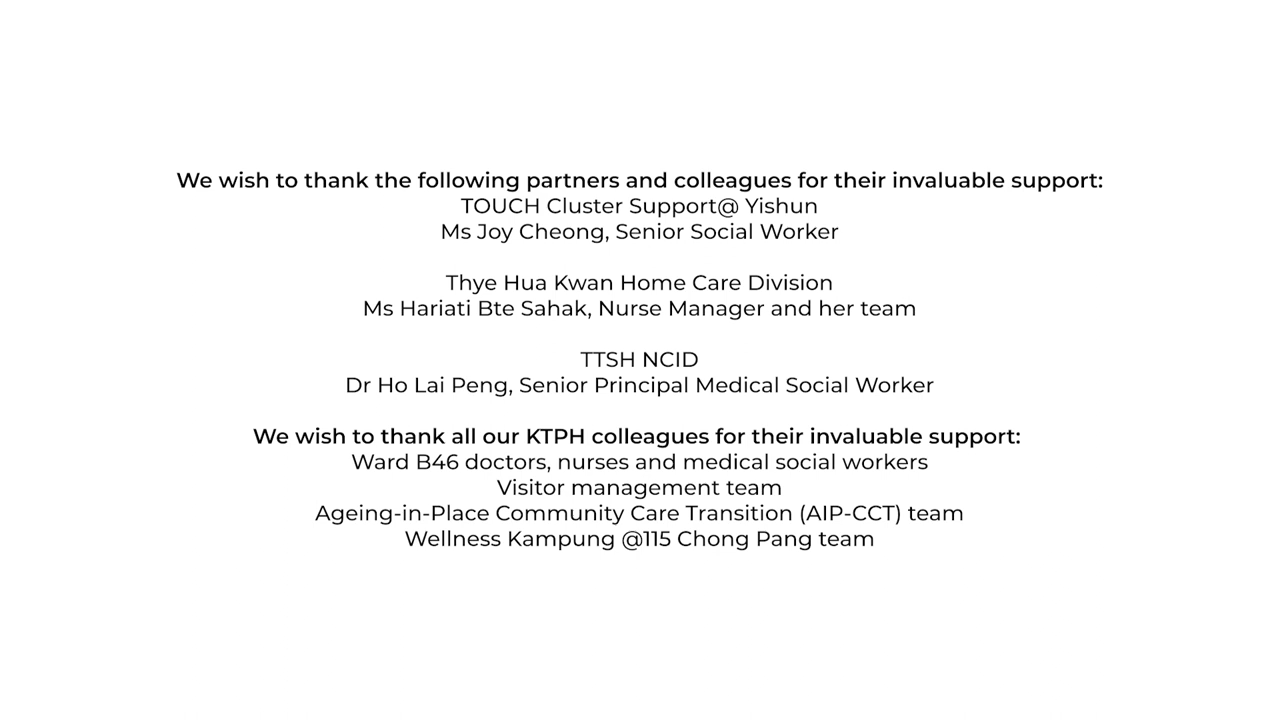 We wish to thank the following partners and colleagues for their invaluable support:
TOUCH Cluster Support@ Yishun
Ms Joy Cheong, Senior Social Worker
Thye Hua Kwan Home Care Division
Ms Hariati Bte Sahak, Nurse Manager and her team
TTSH NCID
Dr Ho Lai Peng, Senior Principal Medical Social Worker
We wish to thank all our KTPH colleagues for their invaluable support:
Ward B46 doctors, nurses and medical social workers
Visitor management team
Ageing-in-Place Community Care Transition (AIP-CCT) team
Wellness Kampung @115 Chong Pang team